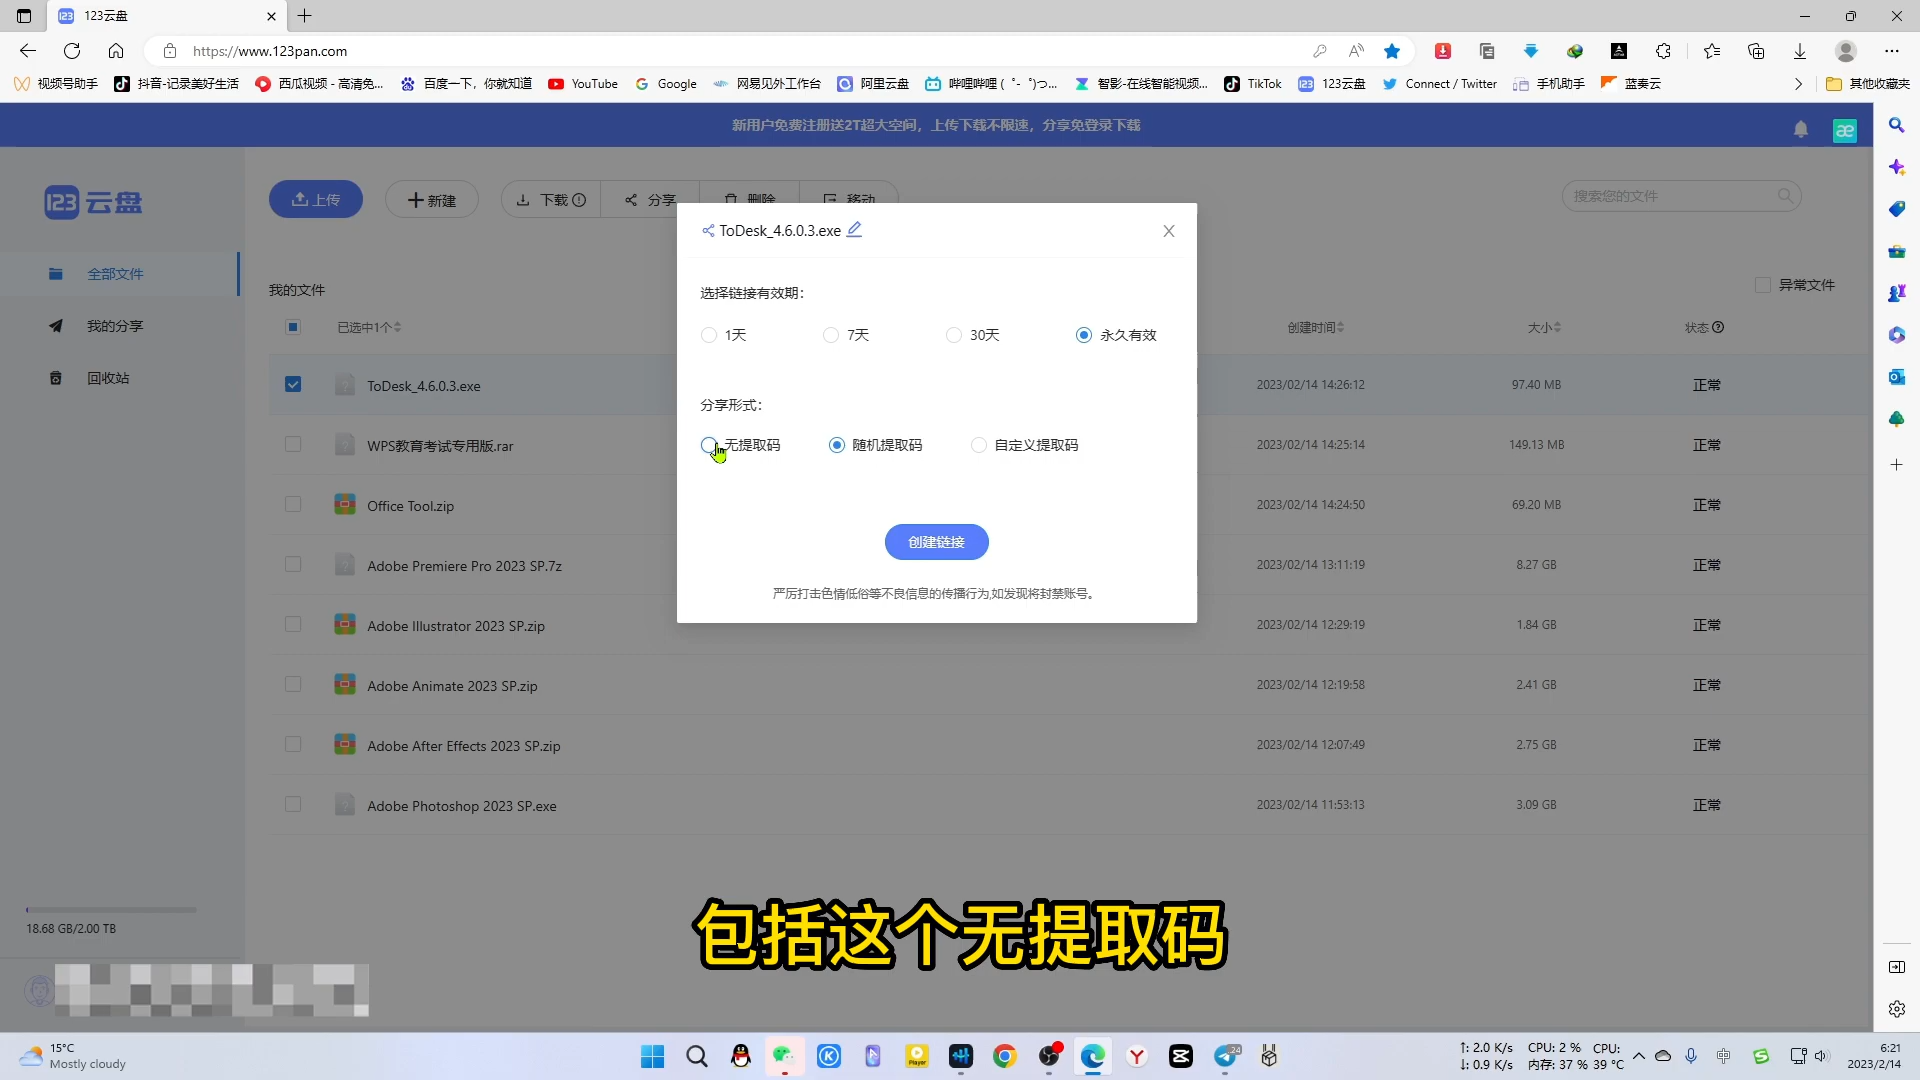 123云盘
https://www.123pan.com
视频号助手 抖音-记录美好生活 西瓜视频 - 高清免... 百度一下，你就知道 YouTube Google 网易见外工作台 阿里云盘 哔哩哔哩 ( ゜- ゜)つ... 智影-在线智能视频... TikTok 123云盘 Connect / Twitter 手机助手 蓝奏云 其他收藏夹
新用户免费注册送2T超大空间，上传下载不限速，分享免登录下载
123云盘
上传 新建 下载 分享 删除 移动 搜索您的文件
全部文件
我的分享
回收站
我的文件 异常文件
已选中1个 创建时间 大小 状态
ToDesk_4.6.0.3.exe 2023/02/14 14:26:12 97.40 MB 正常
WPS教育考试专用版.rar 2023/02/14 14:25:14 149.13 MB 正常
Office Tool.zip 2023/02/14 14:24:50 69.20 MB 正常
Adobe Premiere Pro 2023 SP.7z 2023/02/14 13:11:19 8.27 GB 正常
Adobe Illustrator 2023 SP.zip 2023/02/14 12:29:19 1.84 GB 正常
Adobe Animate 2023 SP.zip 2023/02/14 12:19:58 2.41 GB 正常
Adobe After Effects 2023 SP.zip 2023/02/14 12:07:49 2.75 GB 正常
Adobe Photoshop 2023 SP.exe 2023/02/14 11:53:13 3.09 GB 正常
ToDesk_4.6.0.3.exe
选择链接有效期：
1天 7天 30天 永久有效
分享形式：
无提取码 随机提取码 自定义提取码
创建链接
严厉打击色情低俗等不良信息的传播行为,如发现将封禁账号。
18.68 GB/2.00 TB
包括这个无提取码
15°C
Mostly cloudy
↑: 2.0 K/s CPU: 2 % CPU:
↓: 0.9 K/s 内存: 37 % 39 °C
中
6:21
2023/2/14